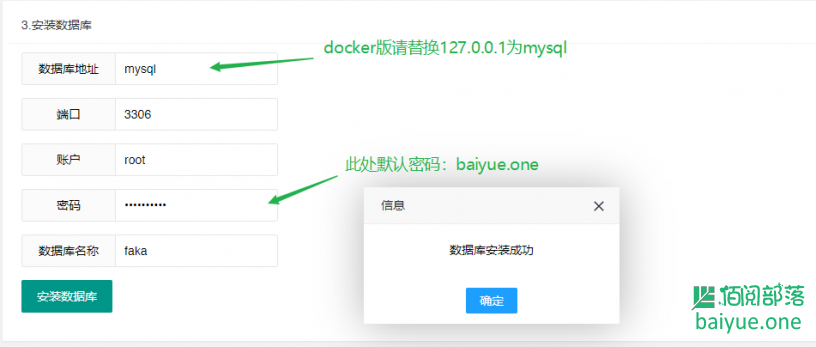 3.安装数据库
docker版请替换127.0.0.1为mysql
数据库地址 mysql
端口 3306
账户 root
此处默认密码：baiyue.one
密码 ••••••••••
信息
数据库安装成功
数据库名称 faka
安装数据库
确定
佰阅部落
baiyue.one